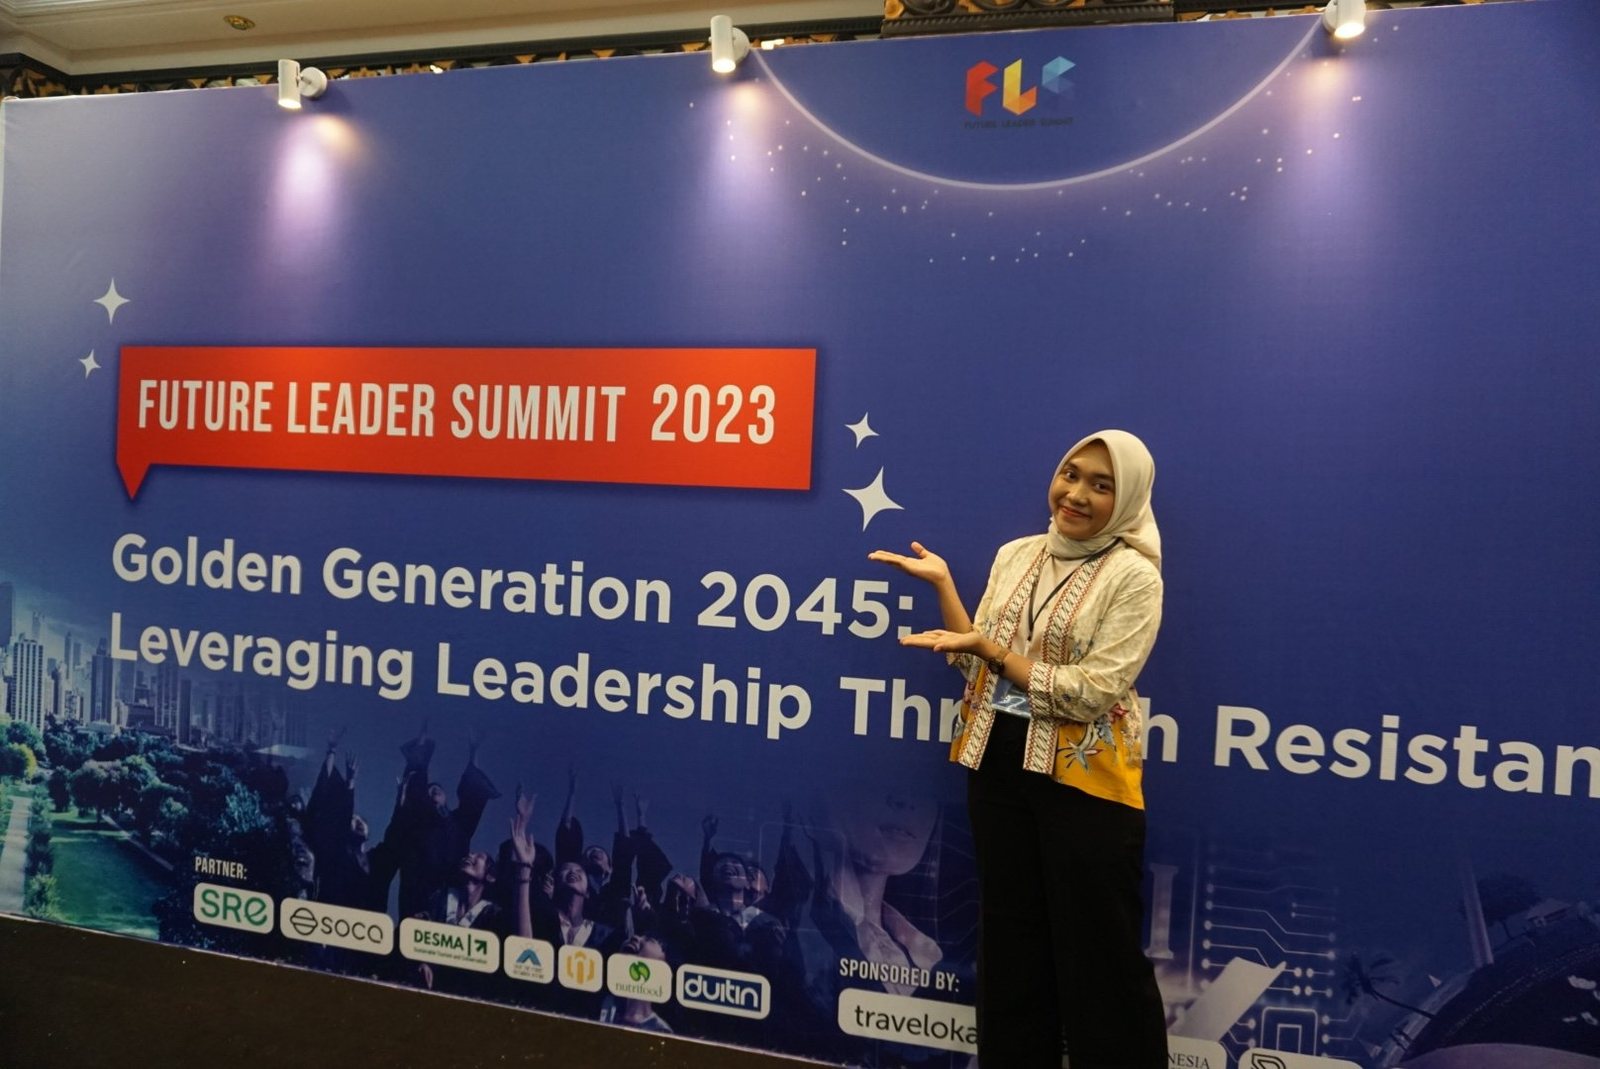 FLS
FUTURE LEADER SUMMIT
FUTURE LEADER SUMMIT 2023
Golden Generation 2045:
Leveraging Leadership Thr h Resistan
PARTNER:
SRE
SOCA
DESMA
nutrifood
duitin
SPONSORED BY:
traveloka
NESIA